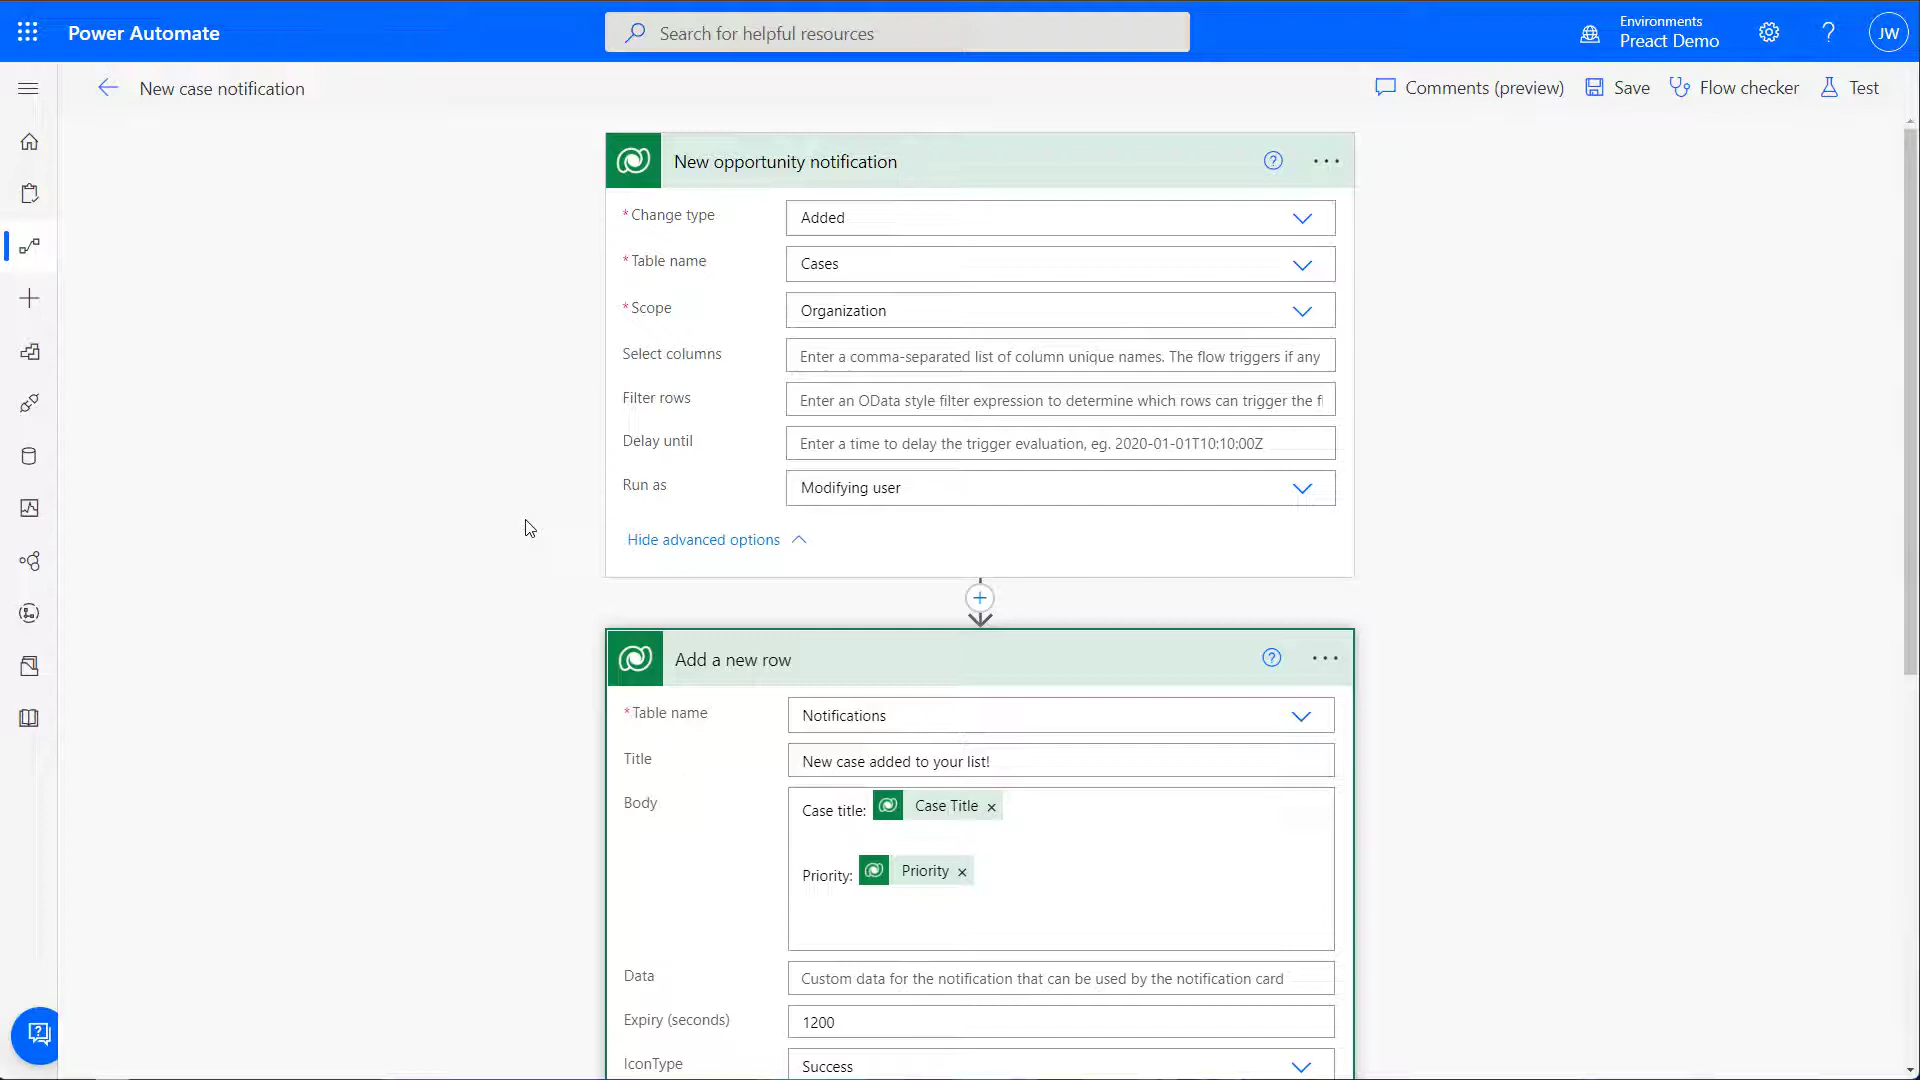 Power Automate
Search for helpful resources
Environments
Preact Demo
?
JW
New case notification
Comments (preview)
Save
Flow checker
Test
New opportunity notification
?
...
* Change type
Added
* Table name
Cases
* Scope
Organization
Select columns
Enter a comma-separated list of column unique names. The flow triggers if any
Filter rows
Enter an OData style filter expression to determine which rows can trigger the f
Delay until
Enter a time to delay the trigger evaluation, eg. 2020-01-01T10:10:00Z
Run as
Modifying user
Hide advanced options
Add a new row
?
...
* Table name
Notifications
Title
New case added to your list!
Body
Case title: Case Title ×
Priority: Priority ×
Data
Custom data for the notification that can be used by the notification card
Expiry (seconds)
1200
IconType
Success